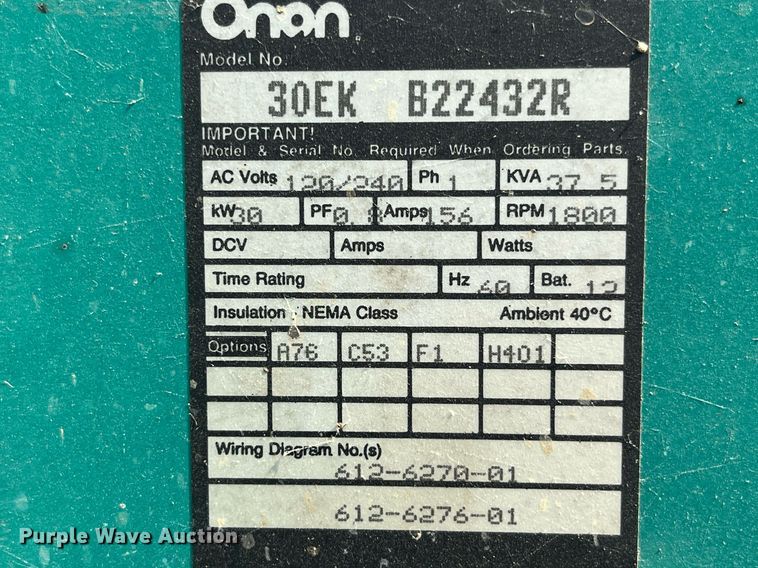 Onan
Model No.
30EK B22432R
IMPORTANT!
Model & Serial No. Required When Ordering Parts.
AC Volts 120/240 Ph 1 KVA 37.5
kW 30 PF 0.8 Amps 156 RPM 1800
DCV Amps Watts
Time Rating Hz 60 Bat. 12
Insulation NEMA Class Ambient 40°C
Options A76 C53 F1 H401
Wiring Diagram No.(s)
612-6270-01
612-6276-01
Purple Wave Auction